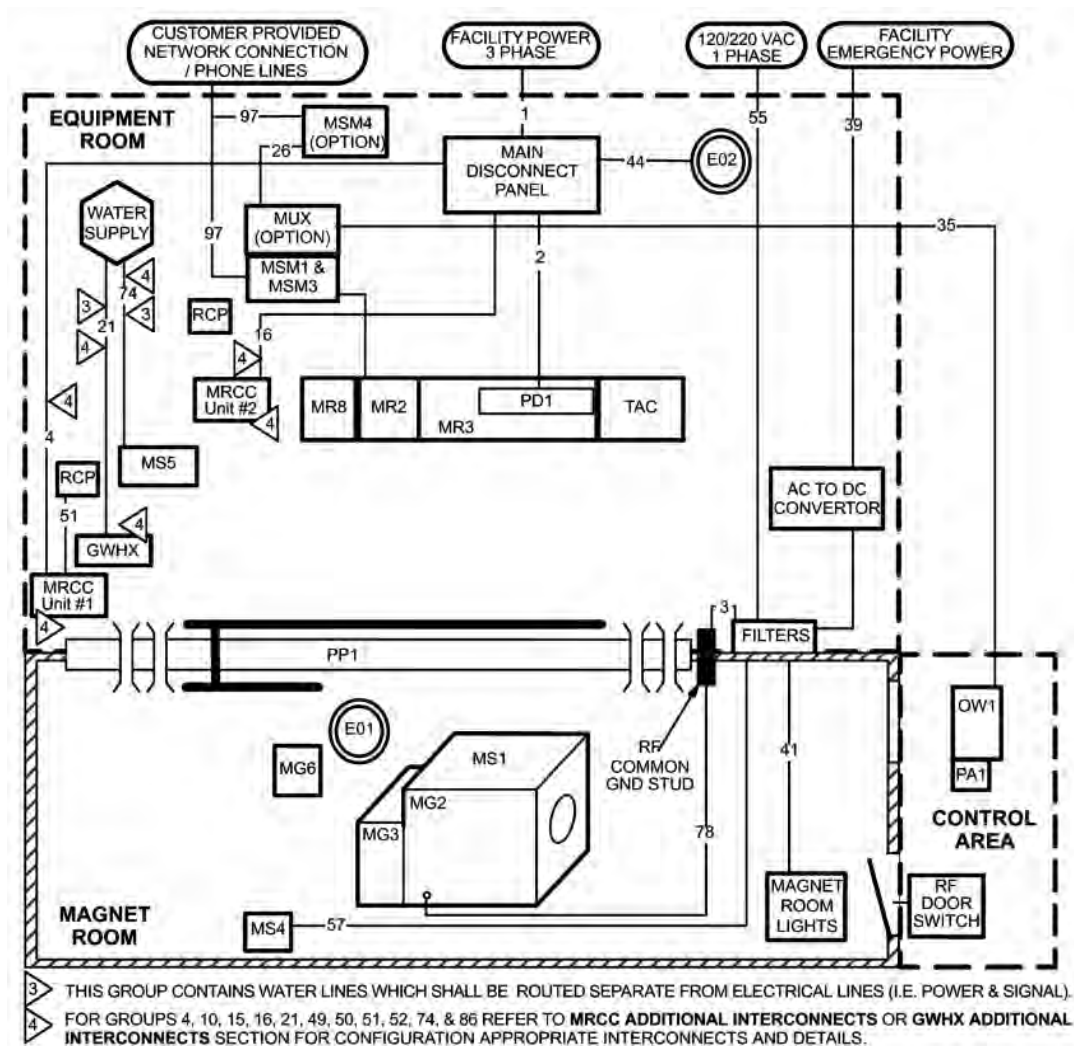 CUSTOMER PROVIDED
NETWORK CONNECTION
/ PHONE LINES
FACILITY POWER
3 PHASE
120/220 VAC
1 PHASE
FACILITY
EMERGENCY POWER
EQUIPMENT
ROOM
97
MSM4
(OPTION)
26
1
MAIN
DISCONNECT
PANEL
44
E02
55
39
WATER
SUPPLY
97
MUX
(OPTION)
35
2
MSM1 &
MSM3
4
74
3
3
21
4
RCP
16
4
MRCC
Unit #2
4
MR8
MR2
MR3
PD1
TAC
4
4
RCP
MS5
51
4
GWHX
AC TO DC
CONVERTOR
MRCC
Unit #1
4
3
FILTERS
PP1
E01
MG6
MS1
MG2
MG3
RF
COMMON
GND STUD
41
OW1
PA1
78
CONTROL
AREA
MAGNET
ROOM
MS4
57
MAGNET
ROOM
LIGHTS
RF
DOOR
SWITCH
3 THIS GROUP CONTAINS WATER LINES WHICH SHALL BE ROUTED SEPARATE FROM ELECTRICAL LINES (I.E. POWER & SIGNAL).
4 FOR GROUPS 4, 10, 15, 16, 21, 49, 50, 51, 52, 74, & 86 REFER TO MRCC ADDITIONAL INTERCONNECTS OR GWHX ADDITIONAL
INTERCONNECTS SECTION FOR CONFIGURATION APPROPRIATE INTERCONNECTS AND DETAILS.